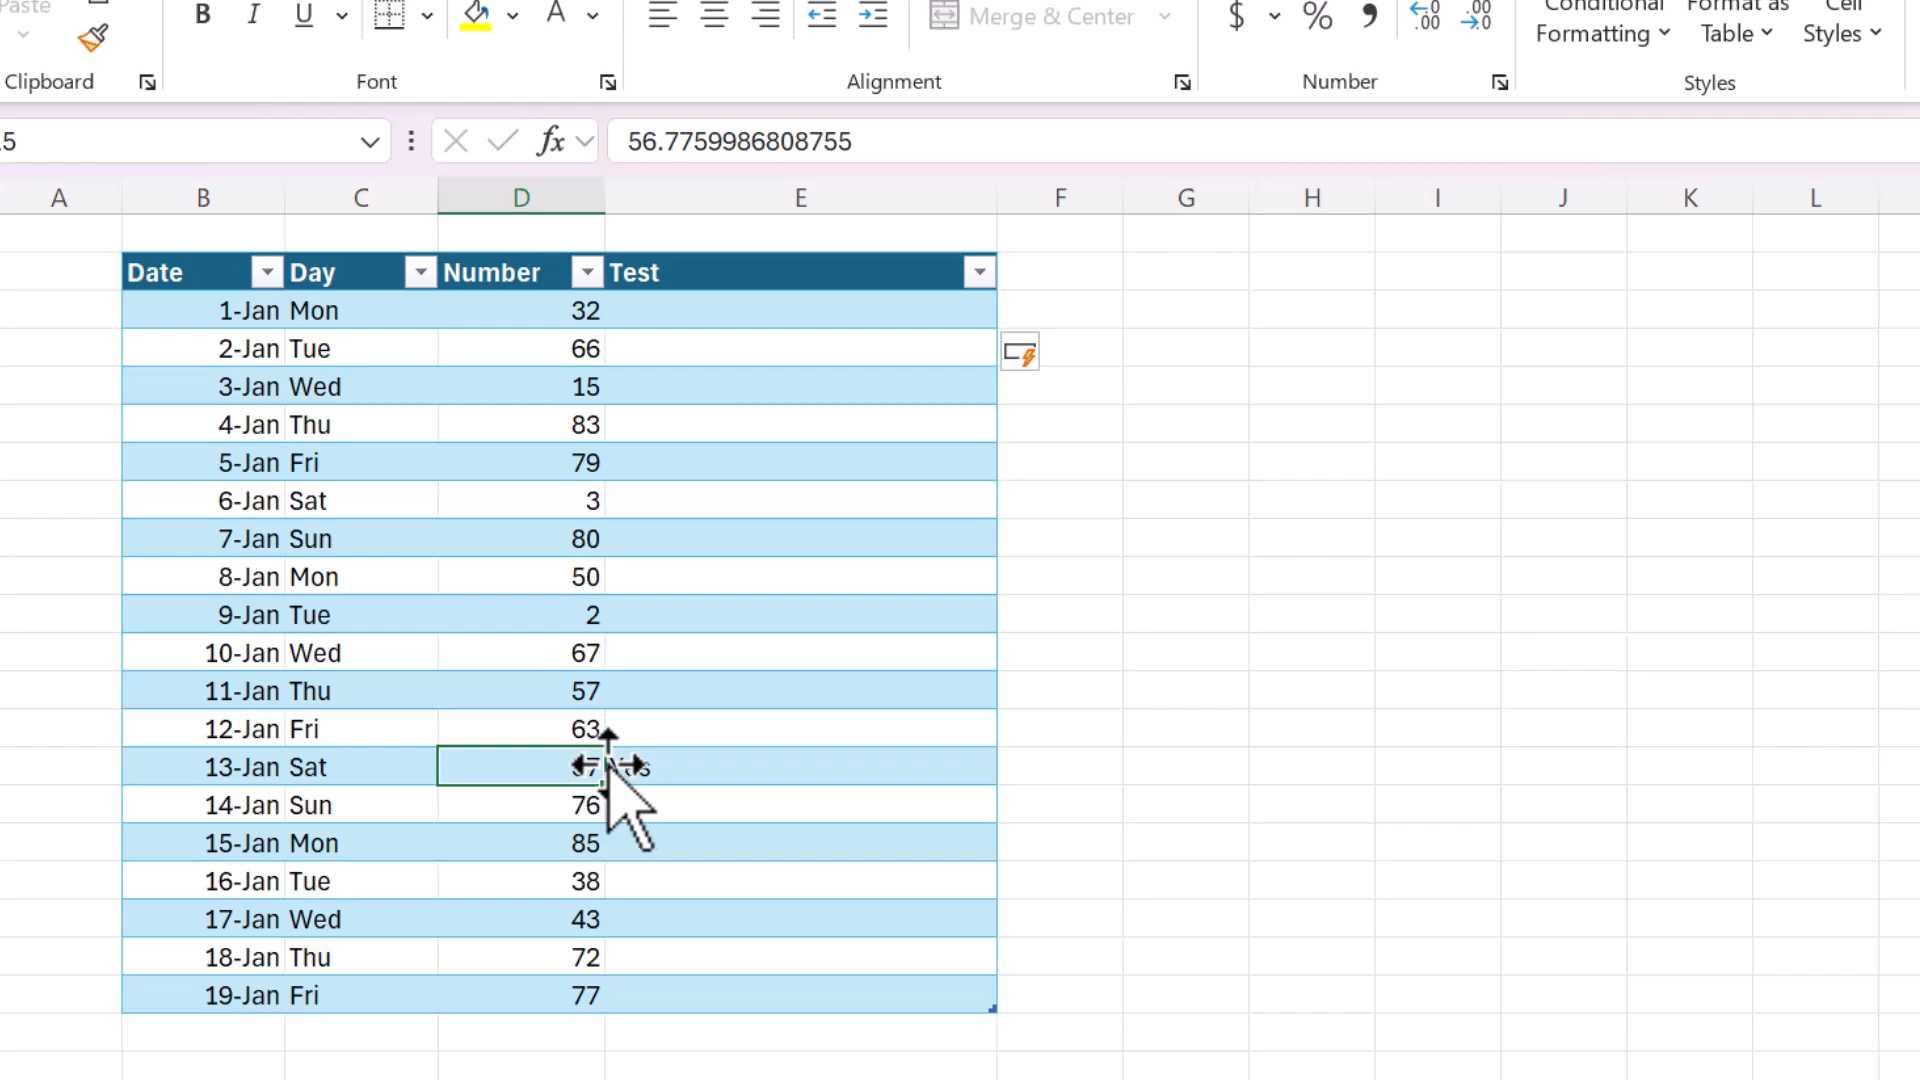 Paste
B I U A
Merge & Center
$ % 9 .00 .00
Conditional Formatting
Format as Table
Cell Styles
Clipboard
Font
Alignment
Number
Styles
5
fx
56.7759986808755
A B C D E F G H I J K L
Date Day Number Test
1-Jan Mon 32
2-Jan Tue 66
3-Jan Wed 15
4-Jan Thu 83
5-Jan Fri 79
6-Jan Sat 3
7-Jan Sun 80
8-Jan Mon 50
9-Jan Tue 2
10-Jan Wed 67
11-Jan Thu 57
12-Jan Fri 63
13-Jan Sat
14-Jan Sun 76
15-Jan Mon 85
16-Jan Tue 38
17-Jan Wed 43
18-Jan Thu 72
19-Jan Fri 77